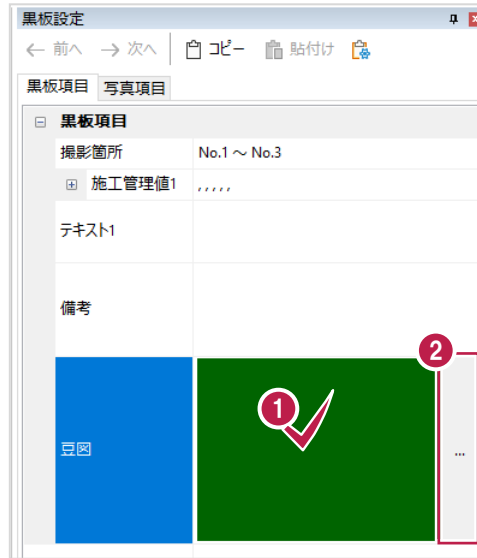 黒板設定
← 前へ → 次へ コピー 貼付け
黒板項目 写真項目
黒板項目
撮影箇所 No.1 ～ No.3
施工管理値1 , , , , ,
テキスト1
備考
2
1
豆図 ...